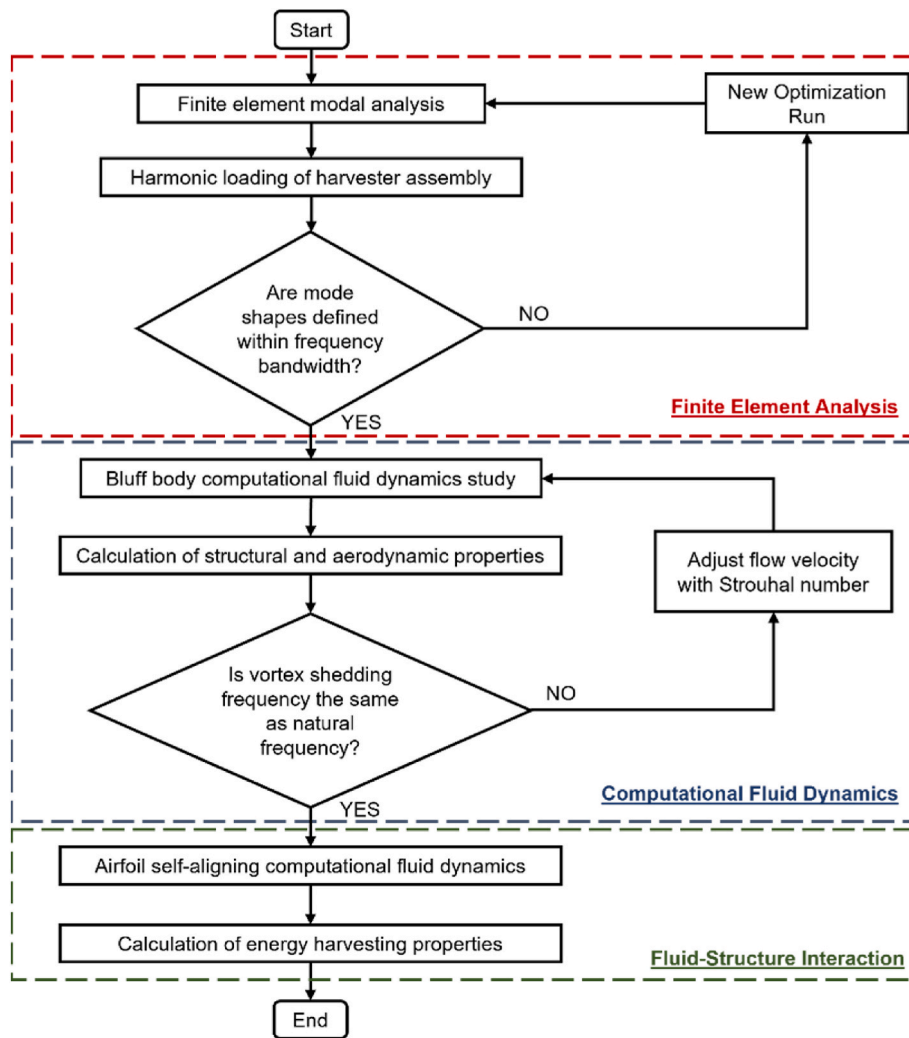 Start
Finite element modal analysis
New Optimization
Run
Harmonic loading of harvester assembly
Are mode
shapes defined
within frequency
bandwidth?
NO
YES
Finite Element Analysis
Bluff body computational fluid dynamics study
Calculation of structural and aerodynamic properties
Adjust flow velocity
with Strouhal number
Is vortex shedding
frequency the same
as natural
frequency?
NO
YES
Computational Fluid Dynamics
Airfoil self-aligning computational fluid dynamics
Calculation of energy harvesting properties
Fluid-Structure Interaction
End